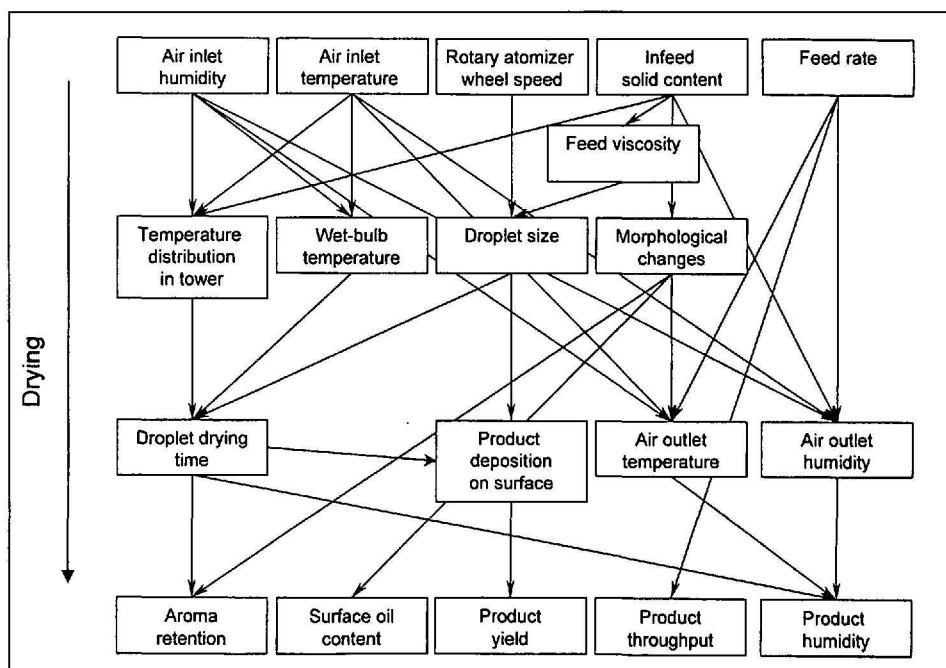 Air inlet
humidity
Air inlet
temperature
Rotary atomizer
wheel speed
Infeed
solid content
Feed rate
Feed viscosity
Temperature
distribution
in tower
Wet-bulb
temperature
Droplet size
Morphological
changes
Drying
Droplet drying
time
Product
deposition
on surface
Air outlet
temperature
Air outlet
humidity
Aroma
retention
Surface oil
content
Product
yield
Product
throughput
Product
humidity